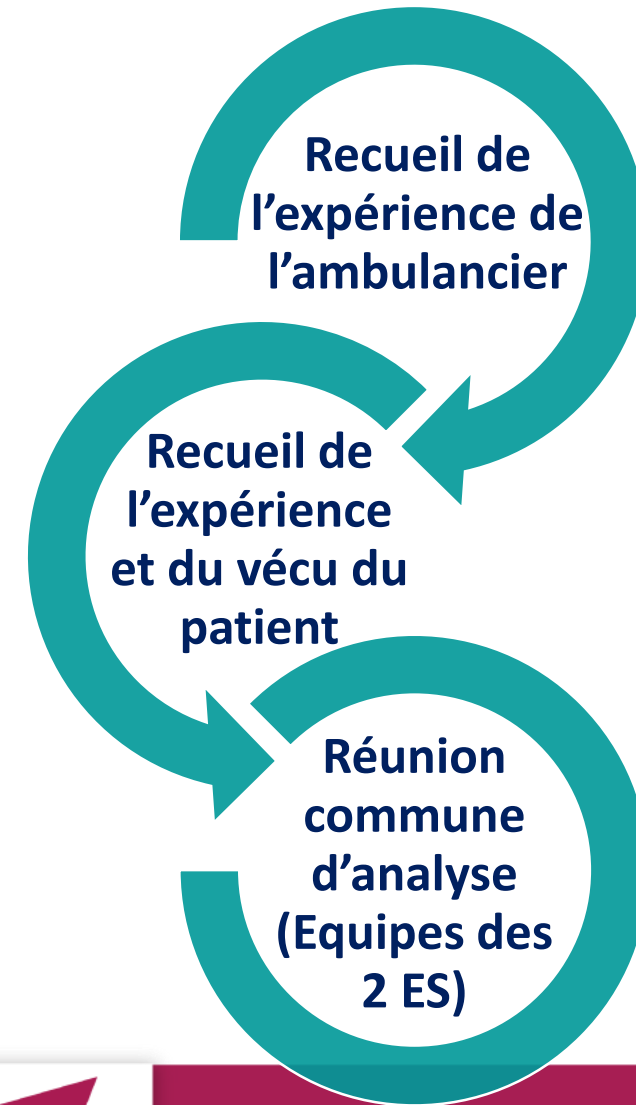 Recueil de
l’expérience de
l’ambulancier
Recueil de
l’expérience
et du vécu du
patient
Réunion
commune
d’analyse
(Equipes des
2 ES)